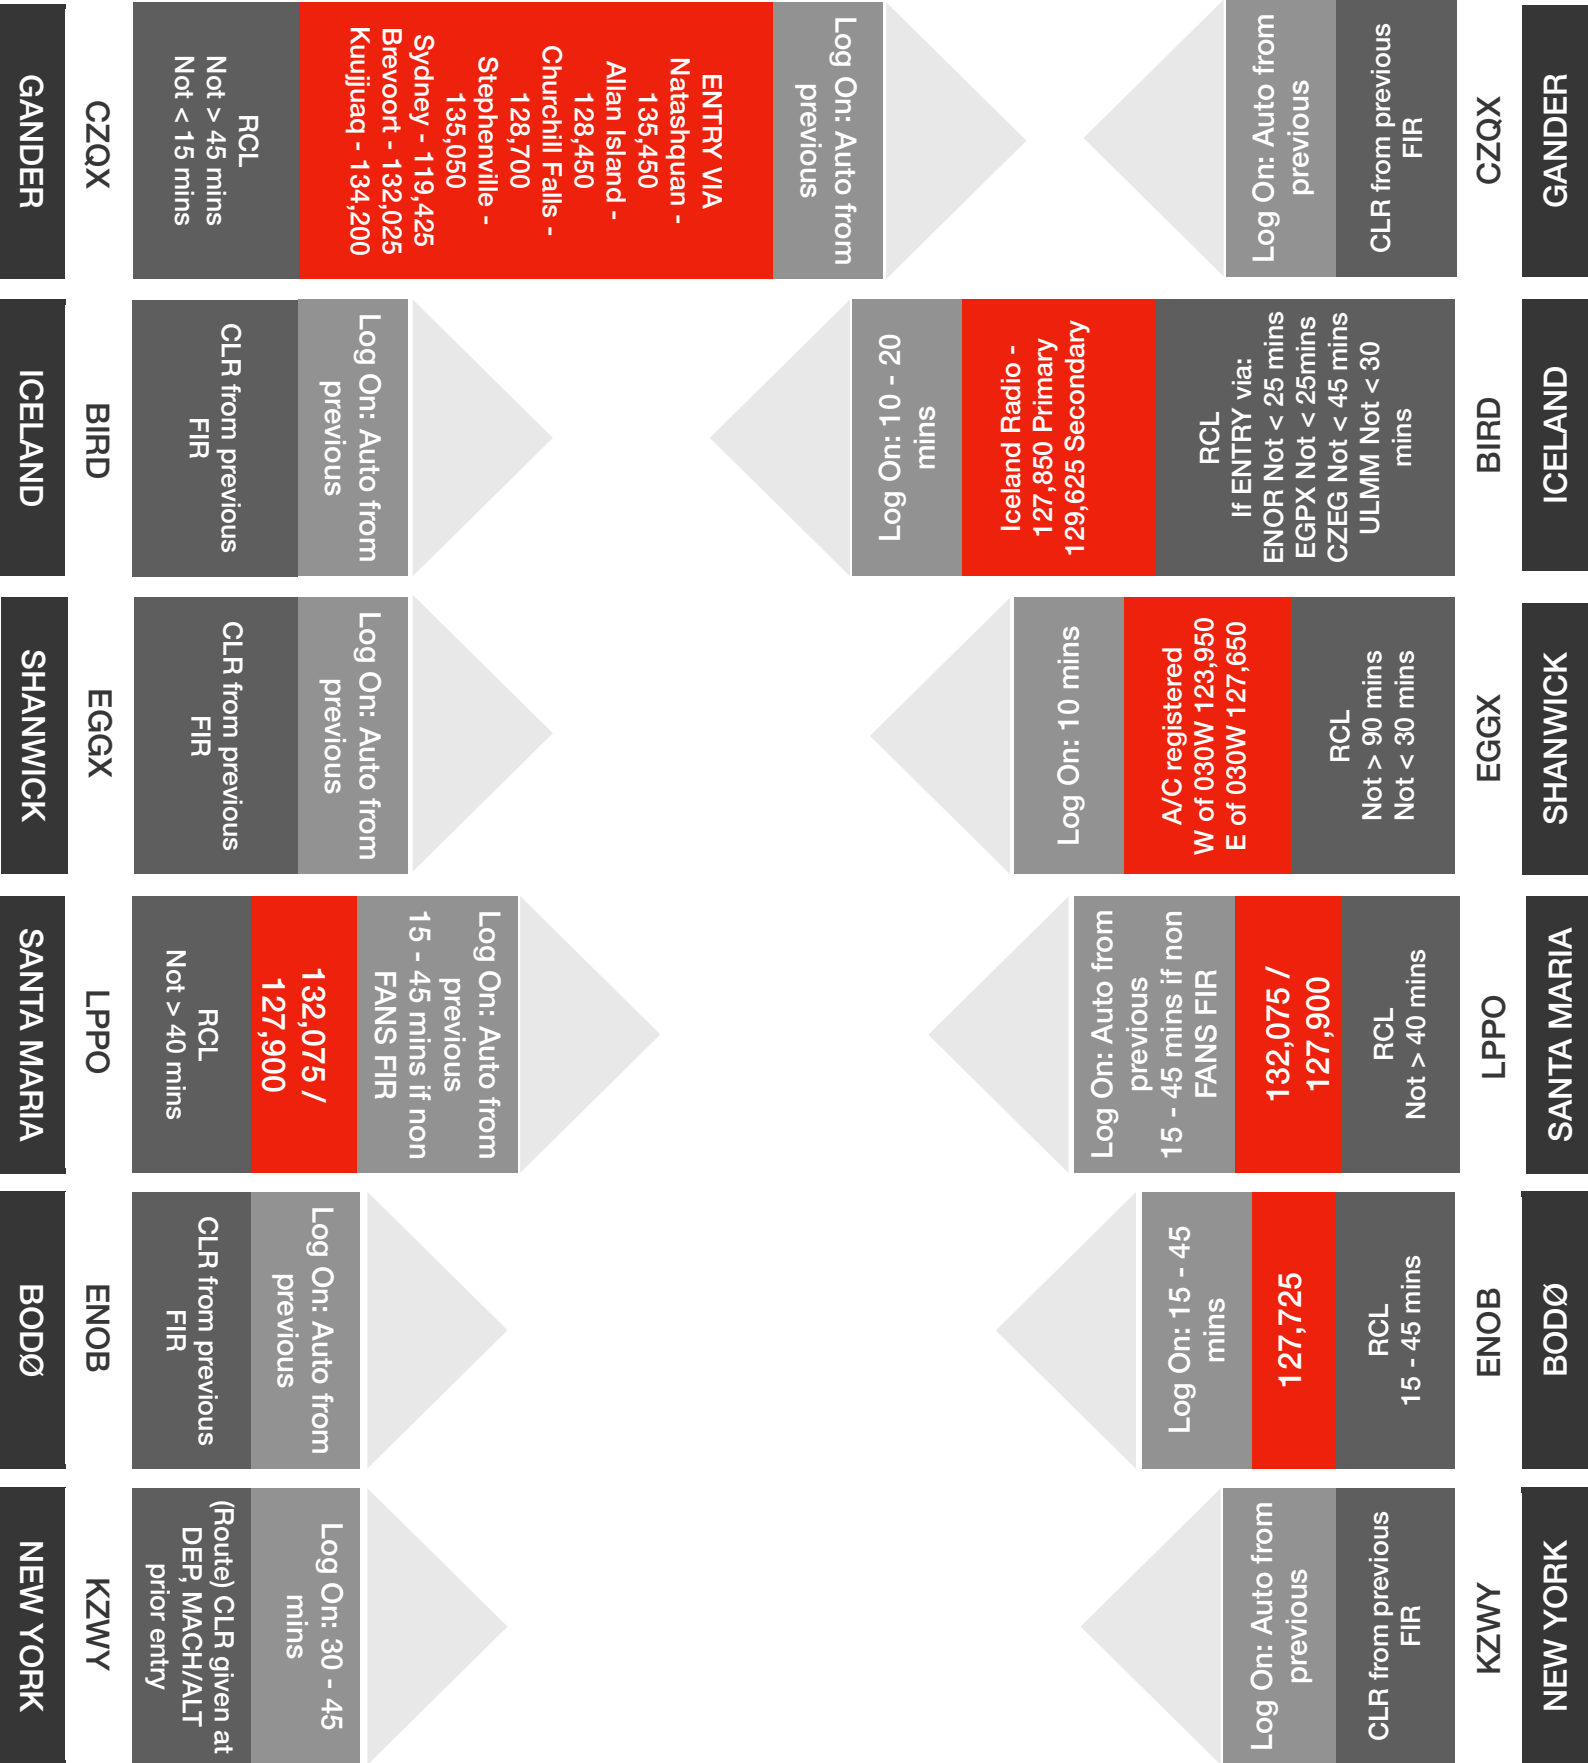 GANDER
CZQX
RCL
Not > 45 mins
Not < 15 mins
ENTRY VIA
Natashquan -
135,450
Allan Island -
128,450
Churchill Falls -
128,700
Stephenville -
135,050
Sydney - 119,425
Brevoort - 132,025
Kuujjuaq - 134,200
Log On: Auto from
previous
ICELAND
BIRD
CLR from previous
FIR
Log On: Auto from
previous
SHANWICK
EGGX
CLR from previous
FIR
Log On: Auto from
previous
SANTA MARIA
LPPO
RCL
Not > 40 mins
132,075 /
127,900
Log On: Auto from
previous
15 - 45 mins if non
FANS FIR
BODØ
ENOB
CLR from previous
FIR
Log On: Auto from
previous
NEW YORK
KZWY
(Route) CLR given at
DEP, MACH/ALT
prior entry
Log On: 30 - 45
mins
Log On: Auto from
previous
CLR from previous
FIR
CZQX
GANDER
Log On: 10 - 20
mins
Iceland Radio -
127,850 Primary
129,625 Secondary
RCL
If ENTRY via:
ENOR Not < 25 mins
EGPX Not < 25mins
CZEG Not < 45 mins
ULMM Not < 30
mins
BIRD
ICELAND
Log On: 10 mins
A/C registered
W of 030W 123,950
E of 030W 127,650
RCL
Not > 90 mins
Not < 30 mins
EGGX
SHANWICK
Log On: Auto from
previous
15 - 45 mins if non
FANS FIR
132,075 /
127,900
RCL
Not > 40 mins
LPPO
SANTA MARIA
Log On: 15 - 45
mins
127,725
RCL
15 - 45 mins
ENOB
BODØ
Log On: Auto from
previous
CLR from previous
FIR
KZWY
NEW YORK